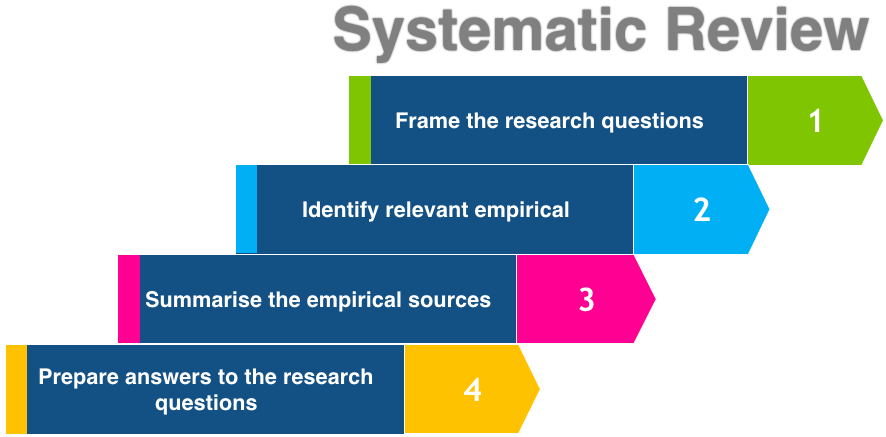 Systematic Review
Frame the research questions
1
Identify relevant empirical
2
Summarise the empirical sources
3
Prepare answers to the research
questions
4